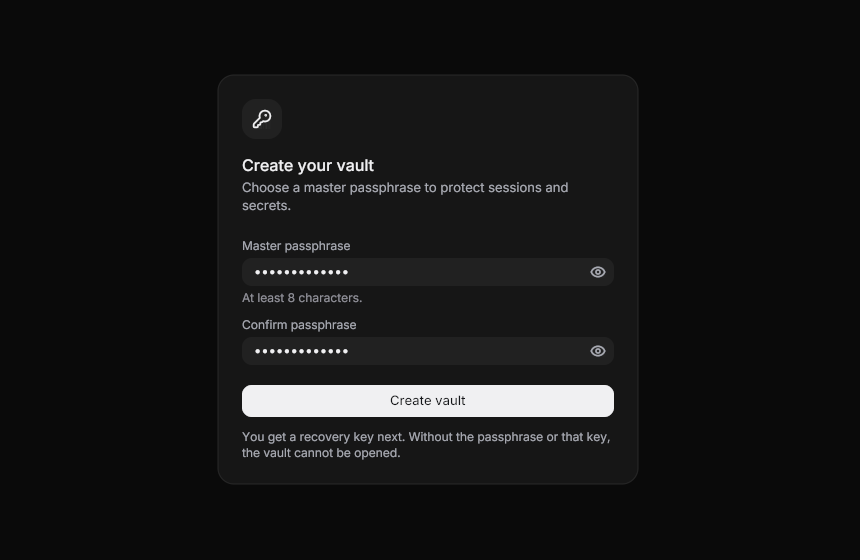 Create your vault
Choose a master passphrase to protect sessions and
secrets.
Master passphrase
•••••••••••••
At least 8 characters.
Confirm passphrase
•••••••••••••
Create vault
You get a recovery key next. Without the passphrase or that key,
the vault cannot be opened.